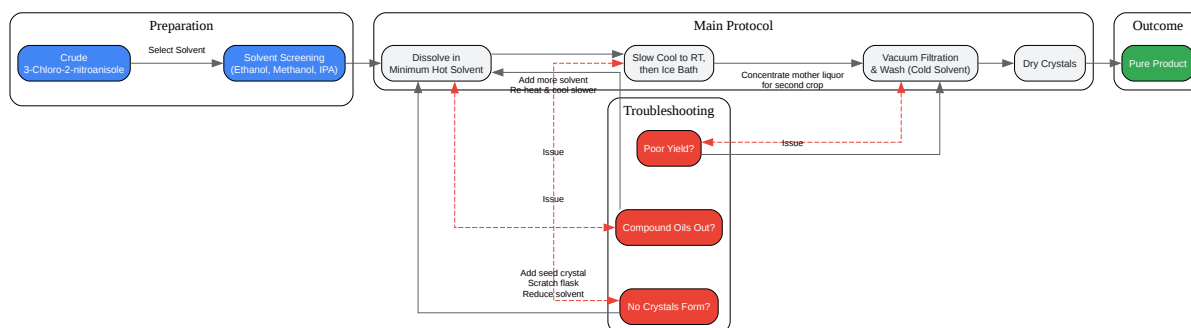 Preparation
Crude
3-Chloro-2-nitroanisole
Select Solvent
Solvent Screening
(Ethanol, Methanol, IPA)
Main Protocol
Dissolve in
Minimum Hot Solvent
Slow Cool to RT,
then Ice Bath
Vacuum Filtration
& Wash (Cold Solvent)
Dry Crystals
Outcome
Pure Product
Add more solvent
Re-heat & cool slower
Concentrate mother liquor
for second crop
Troubleshooting
Poor Yield?
Issue
Issue
Issue
Compound Oils Out?
Add seed crystal
Scratch flask
Reduce solvent
No Crystals Form?